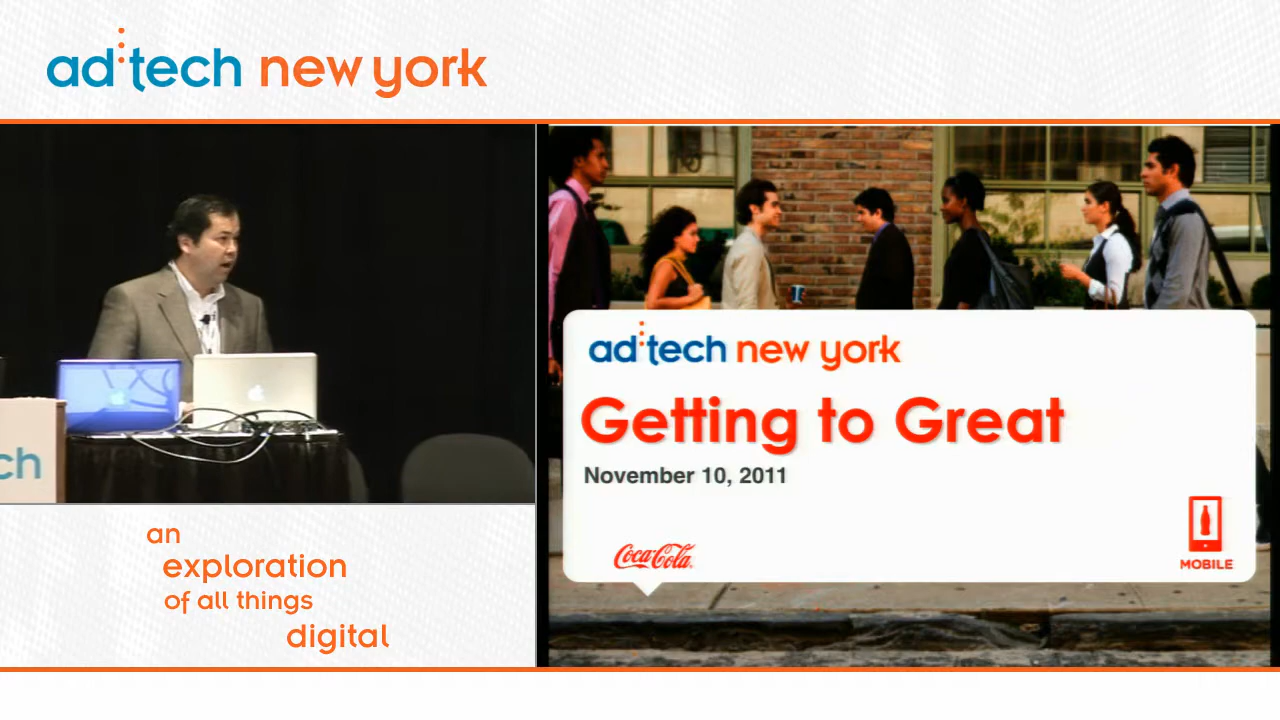 ad:tech new york
ch
an
exploration
of all things
digital
ad:tech new york
Getting to Great
November 10, 2011
Coca-Cola
MOBILE